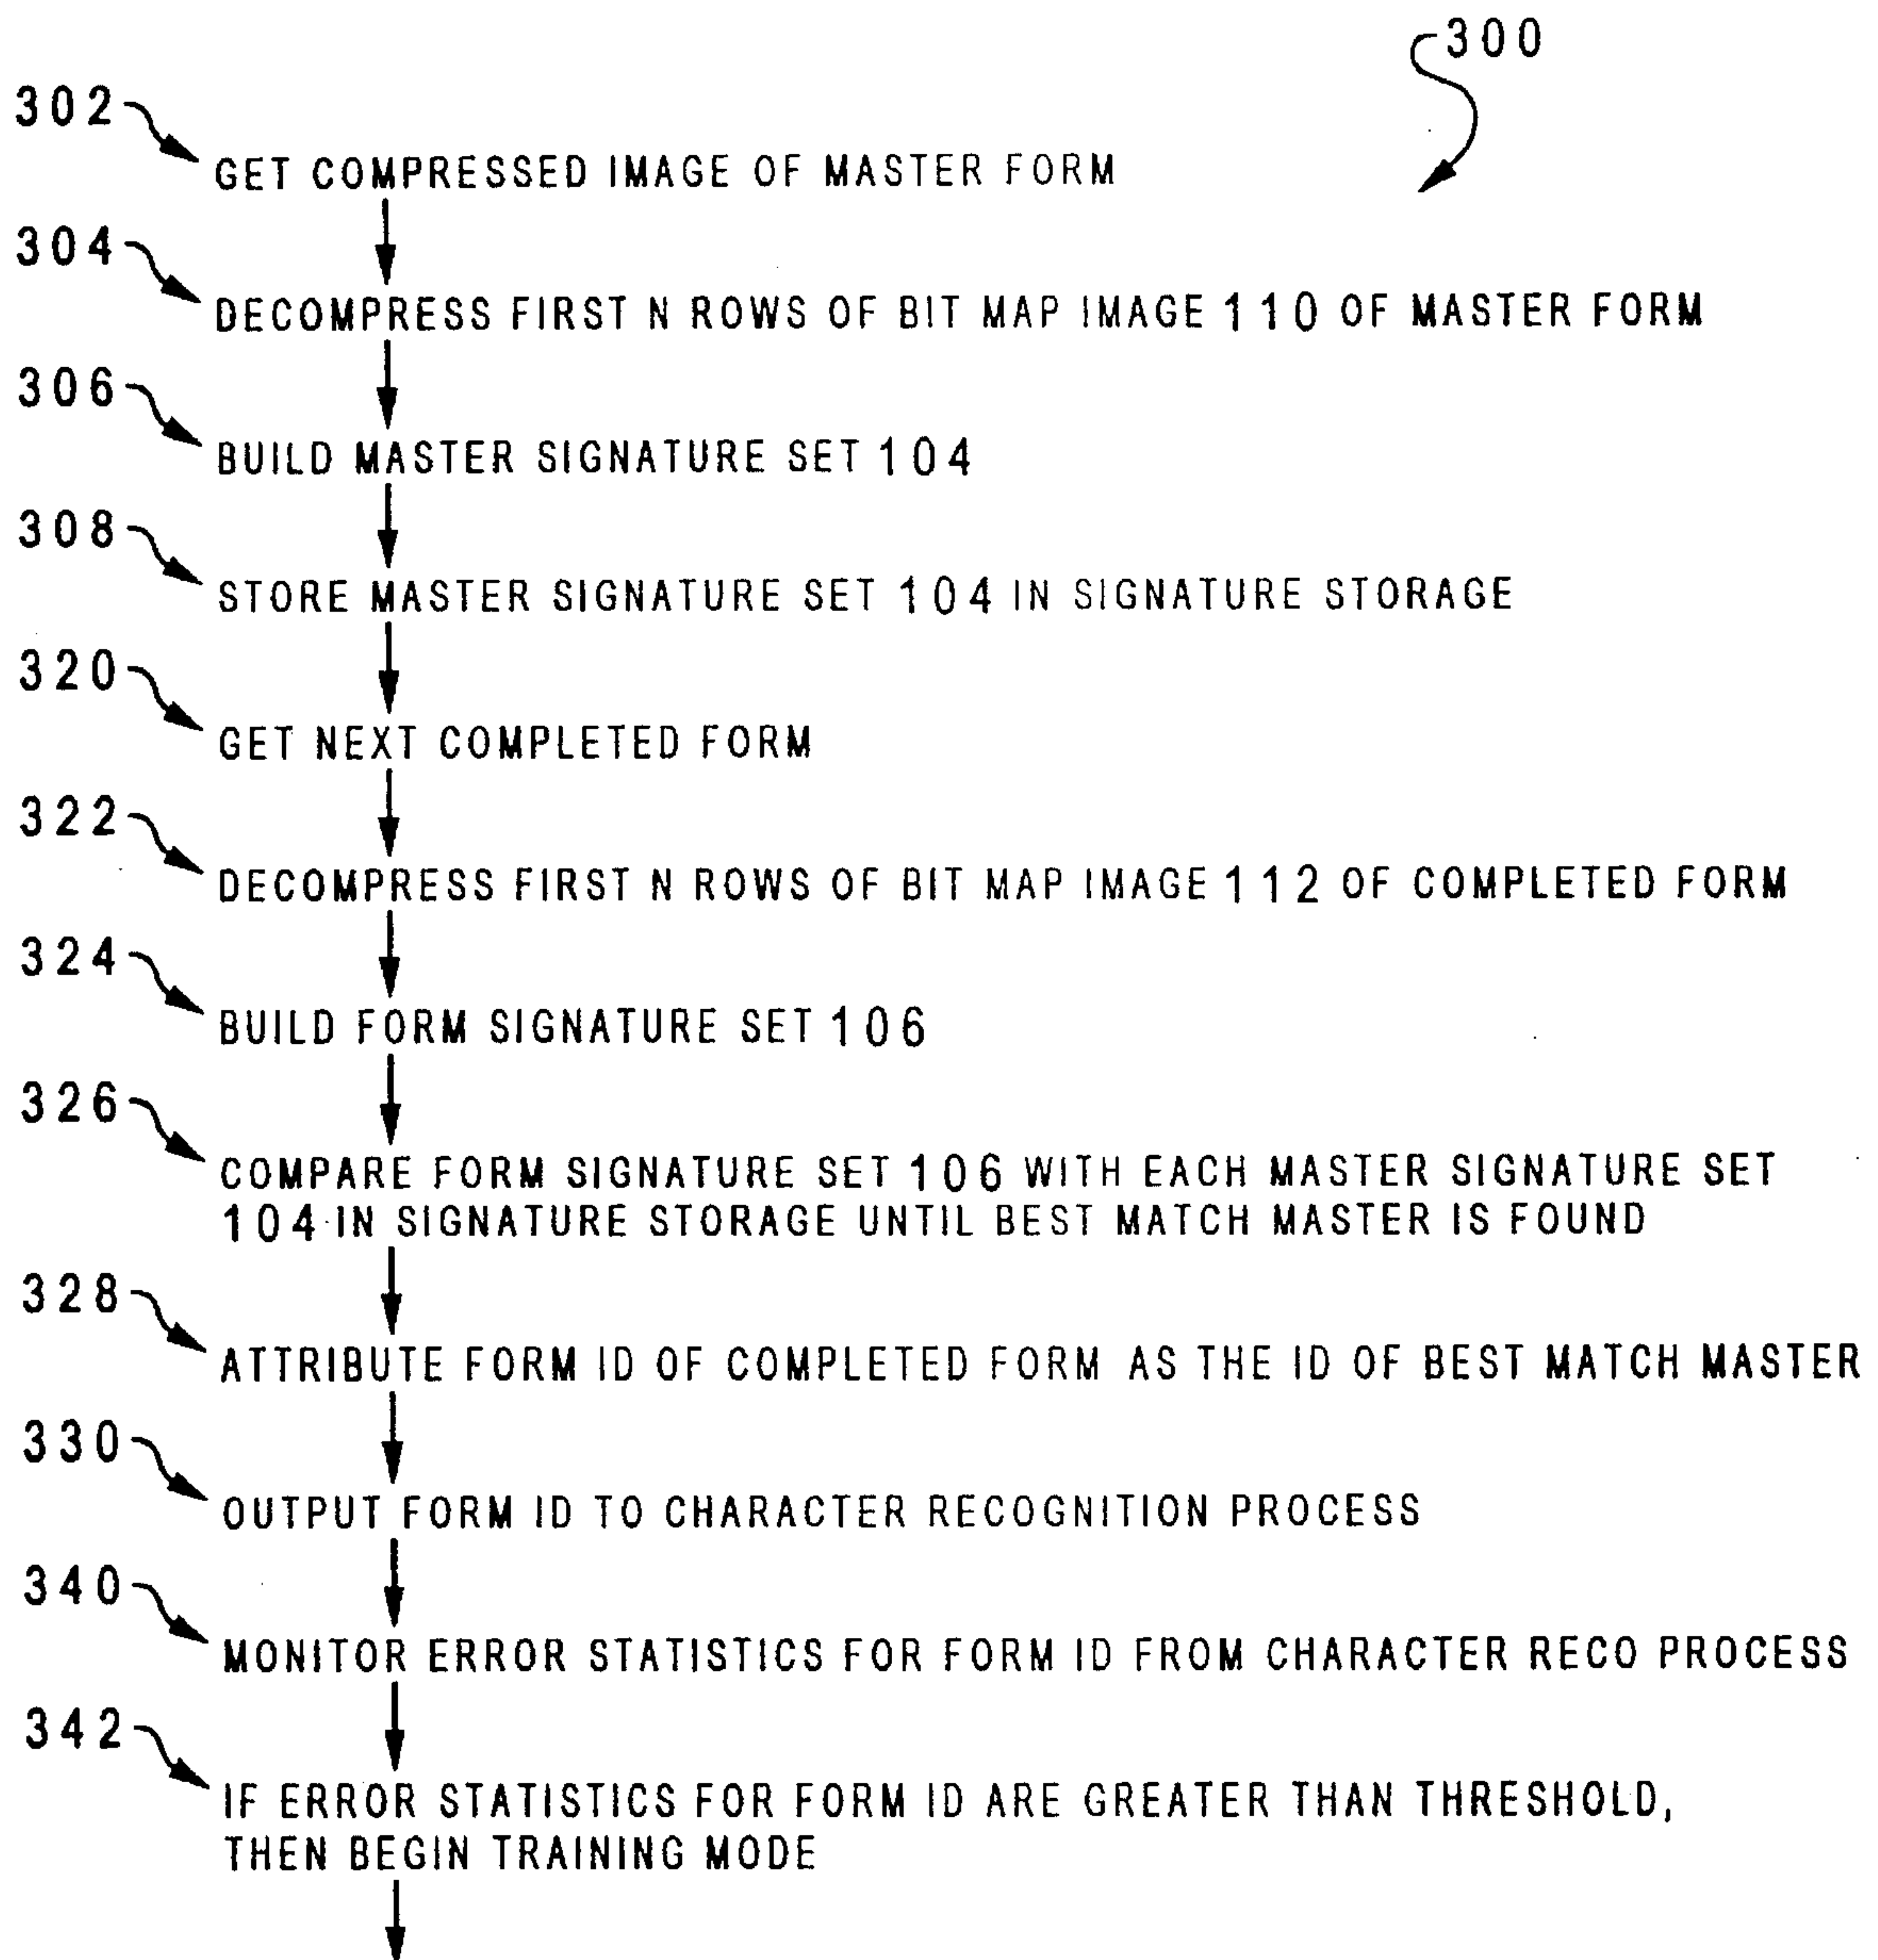 300
302
GET COMPRESSED IMAGE OF MASTER FORM
304
DECOMPRESS FIRST N ROWS OF BIT MAP IMAGE 110 OF MASTER FORM
306
BUILD MASTER SIGNATURE SET 104
308
STORE MASTER SIGNATURE SET 104 IN SIGNATURE STORAGE
320
GET NEXT COMPLETED FORM
322
DECOMPRESS FIRST N ROWS OF BIT MAP IMAGE 112 OF COMPLETED FORM
324
BUILD FORM SIGNATURE SET 106
326
COMPARE FORM SIGNATURE SET 106 WITH EACH MASTER SIGNATURE SET
104 IN SIGNATURE STORAGE UNTIL BEST MATCH MASTER IS FOUND
328
ATTRIBUTE FORM ID OF COMPLETED FORM AS THE ID OF BEST MATCH MASTER
330
OUTPUT FORM ID TO CHARACTER RECOGNITION PROCESS
340
MONITOR ERROR STATISTICS FOR FORM ID FROM CHARACTER RECO PROCESS
342
IF ERROR STATISTICS FOR FORM ID ARE GREATER THAN THRESHOLD,
THEN BEGIN TRAINING MODE